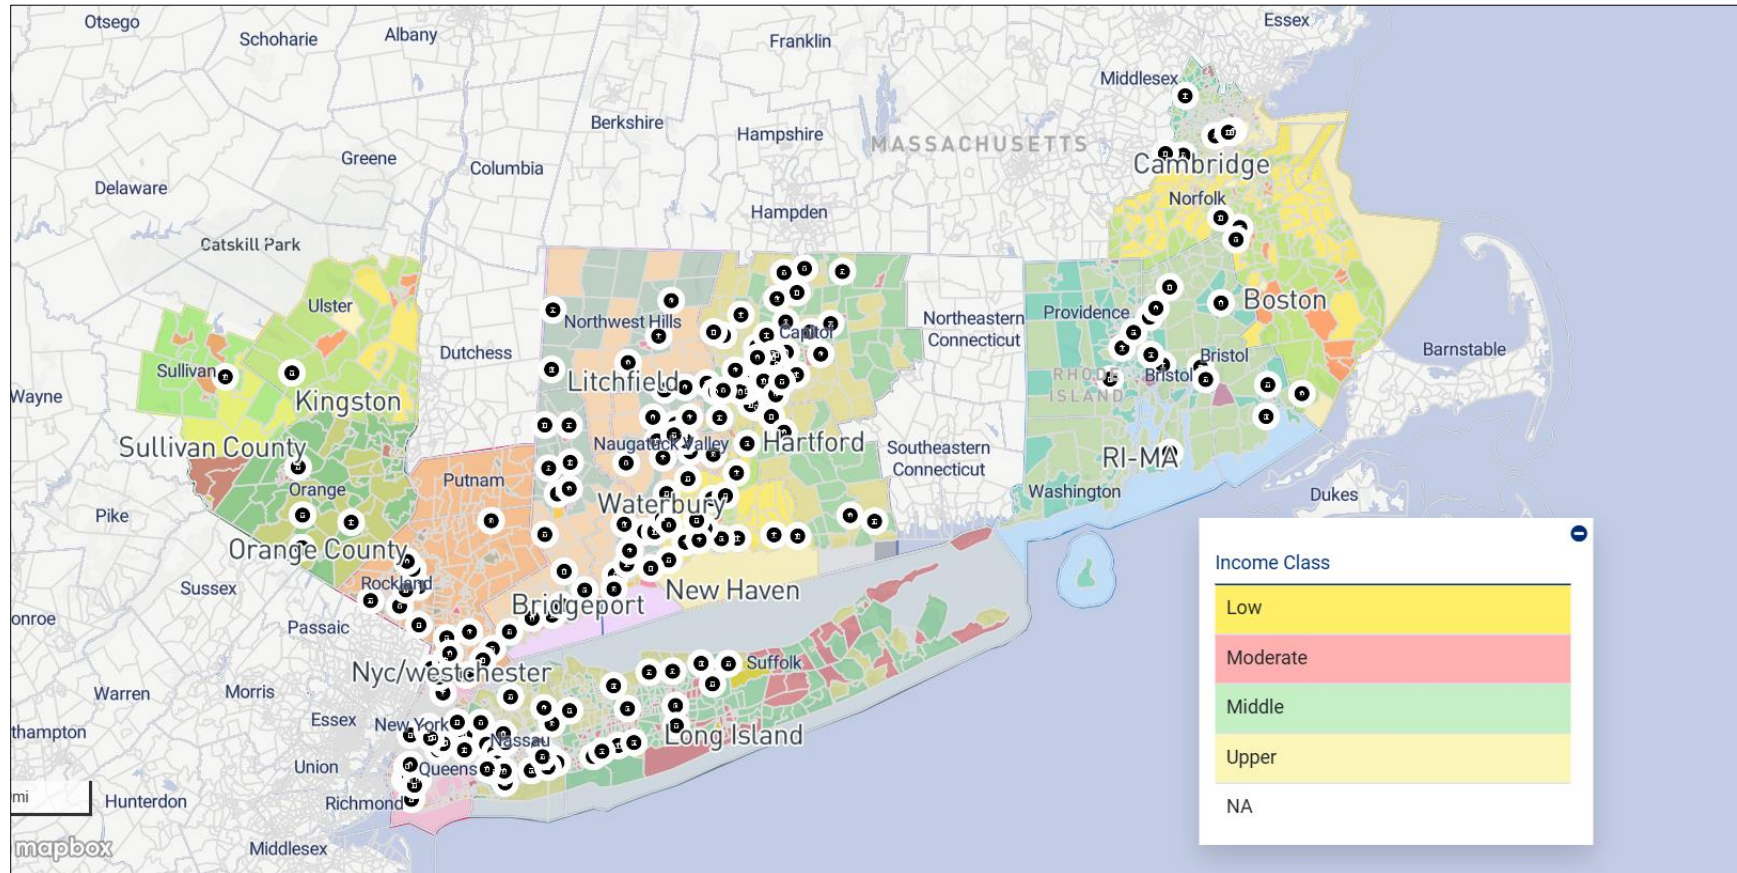 Otsego
Schoharie
Albany
Franklin
Essex
Middlesex
Berkshire
Hampshire
MASSACHUSETTS
Greene
Columbia
Cambridge
Delaware
Norfolk
Hampden
Catskill Park
Ulster
Providence
Boston
Northwest Hills
Capitol
Northeastern
Connecticut
Dutchess
Sullivan
Bristol
Barnstable
Litchfield
RHODE
ISLAND
Bristol
Wayne
Kingston
Sullivan County
Naugatuck Valley
Hartford
Southeastern
Connecticut
RI-MA
Putnam
Orange
Washington
Dukes
Waterbury
Pike
Orange County
Rockland
Sussex
New Haven
Bridgeport
onroe
Passaic
Nyc/westchester
Suffolk
Warren
Morris
Essex
New York
Long Island
thampton
Nassau
Union
Queens
mi
Hunterdon
Richmond
mapbox
Middlesex
Income Class
Low
Moderate
Middle
Upper
NA